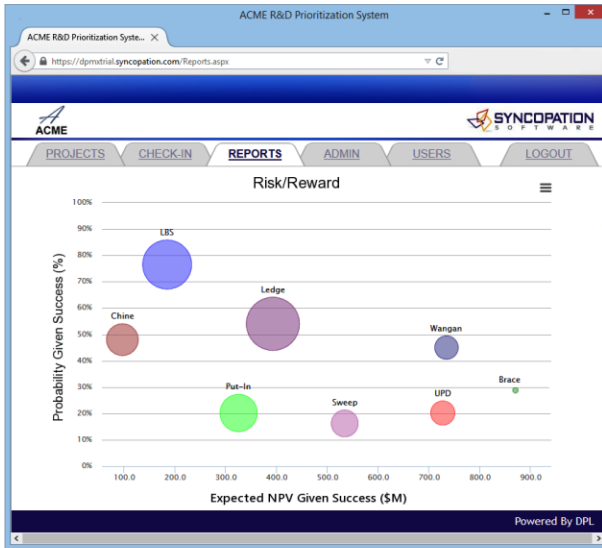 ACME R&D Prioritization System
ACME R&D Prioritization Syste...
https://dpmxtrial.syncopation.com/Reports.aspx
ACME
SYNCOPATION
SOFTWARE
PROJECTS CHECK-IN REPORTS ADMIN USERS LOGOUT
Risk/Reward
Probability Given Success (%)
100%
90%
80%
70%
60%
50%
40%
30%
20%
10%
0%
LBS
Ledge
Chine
Wangan
Brace
Put-In
UPD
Sweep
100.0 200.0 300.0 400.0 500.0 600.0 700.0 800.0 900.0
Expected NPV Given Success ($M)
Powered By DPL